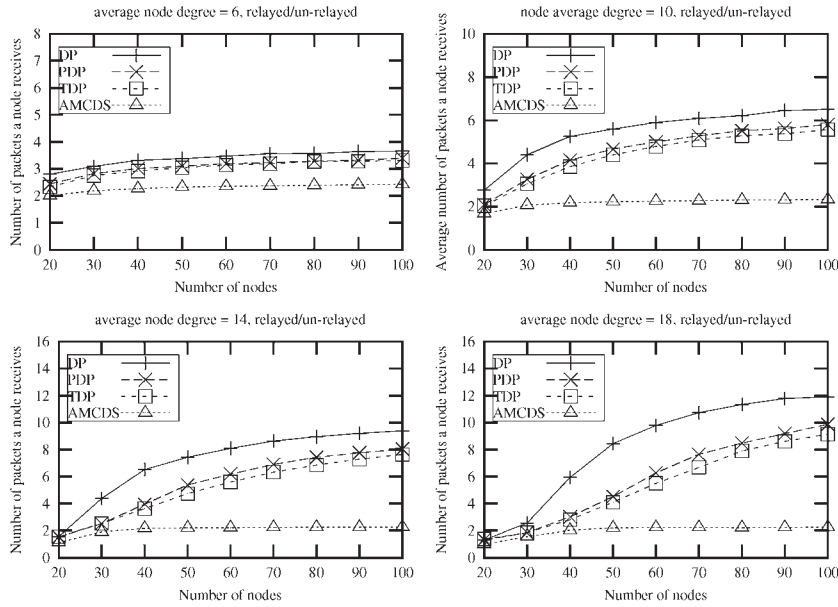 average node degree = 6, relayed/un-relayed
Number of packets a node receives
8
7
6
5
4
3
2
1
0
DP
PDP
TDP
AMCDS
20 30 40 50 60 70 80 90 100
Number of nodes
node average degree = 10, relayed/un-relayed
Average number of packets a node receives
10
8
6
4
2
0
DP
PDP
TDP
AMCDS
20 30 40 50 60 70 80 90 100
Number of nodes
average node degree = 14, relayed/un-relayed
Number of packets a node receives
16
14
12
10
8
6
4
2
0
DP
PDP
TDP
AMCDS
20 30 40 50 60 70 80 90 100
Number of nodes
average node degree = 18, relayed/un-relayed
Number of packets a node receives
16
14
12
10
8
6
4
2
0
DP
PDP
TDP
AMCDS
20 30 40 50 60 70 80 90 100
Number of nodes